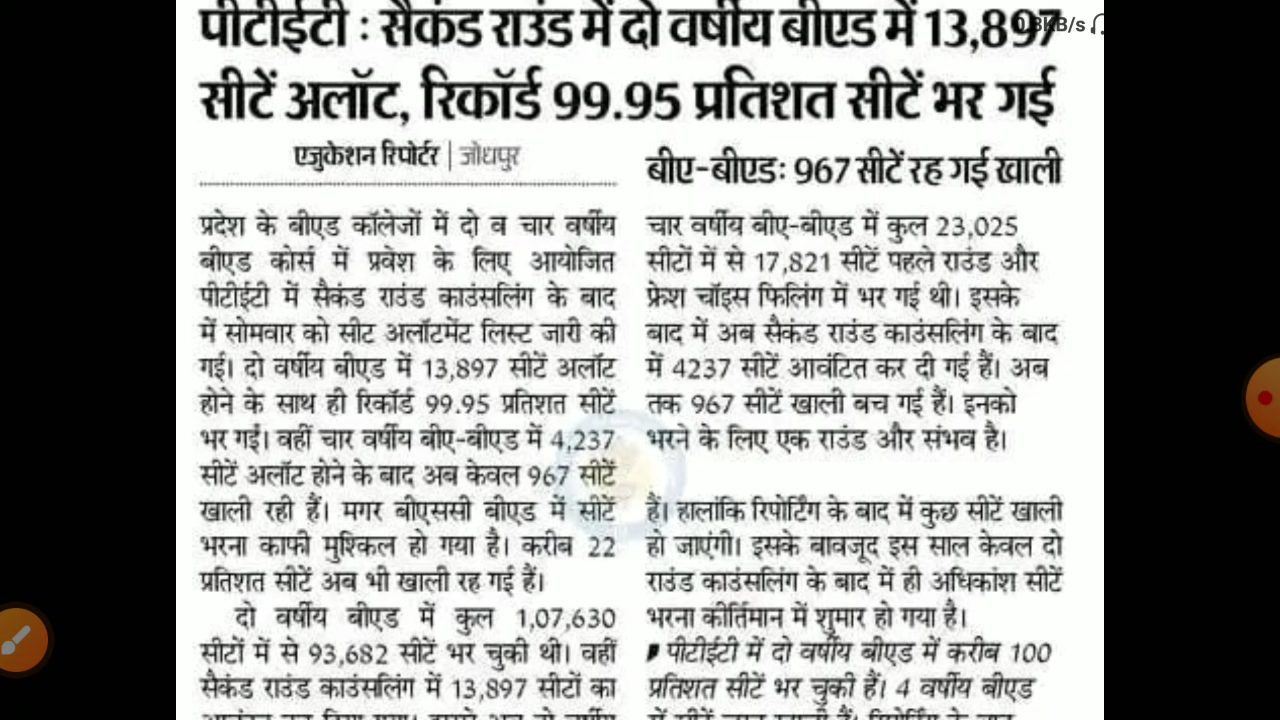 पीटीईटी : सैकंड राउंड में दो वर्षीय बीएड में 13,897
सीटें अलॉट, रिकॉर्ड 99.95 प्रतिशत सीटें भर गई
एजुकेशन रिपोर्टर | जोधपुर
प्रदेश के बीएड कॉलेजों में दो व चार वर्षीय
बीएड कोर्स में प्रवेश के लिए आयोजित
पीटीईटी में सैकंड राउंड काउंसलिंग के बाद
में सोमवार को सीट अलॉटमेंट लिस्ट जारी की
गई। दो वर्षीय बीएड में 13,897 सीटें अलॉट
होने के साथ ही रिकॉर्ड 99.95 प्रतिशत सीटें
भर गईं। वहीं चार वर्षीय बीए-बीएड में 4,237
सीटें अलॉट होने के बाद अब केवल 967 सीटें
खाली रही हैं। मगर बीएससी बीएड में सीटें
भरना काफी मुश्किल हो गया है। करीब 22
प्रतिशत सीटें अब भी खाली रह गई हैं।
दो वर्षीय बीएड में कुल 1,07,630
सीटों में से 93,682 सीटें भर चुकी थी। वहीं
सैकंड राउंड काउंसलिंग में 13,897 सीटों का
बीए-बीएडः 967 सीटें रह गई खाली
चार वर्षीय बीए-बीएड में कुल 23,025
सीटों में से 17,821 सीटें पहले राउंड और
फ्रेश चॉइस फिलिंग में भर गई थी। इसके
बाद में अब सैकंड राउंड काउंसलिंग के बाद
में 4237 सीटें आवंटित कर दी गई हैं। अब
तक 967 सीटें खाली बच गई हैं। इनको
भरने के लिए एक राउंड और संभव है।
हैं। हालांकि रिपोर्टिंग के बाद में कुछ सीटें खाली
हो जाएंगी। इसके बावजूद इस साल केवल दो
राउंड काउंसलिंग के बाद में ही अधिकांश सीटें
भरना कीर्तिमान में शुमार हो गया है।
पीटीईटी में दो वर्षीय बीएड में करीब 100
प्रतिशत सीटें भर चुकी हैं। 4 वर्षीय बीएड